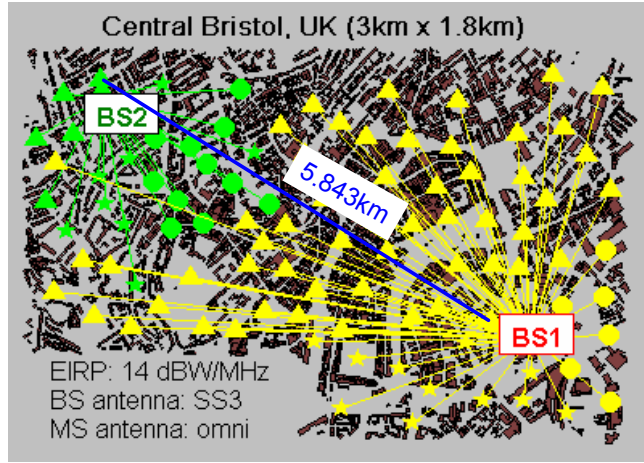 Central Bristol, UK (3km x 1.8km)
BS2
5.843km
BS1
EIRP: 14 dBW/MHz
BS antenna: SS3
MS antenna: omni